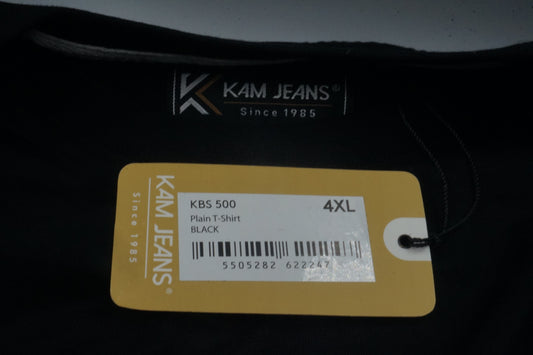 KAM JEANS®
Since 1985
KAM JEANS®
Since 1985
KBS 500
4XL
Plain T-Shirt
BLACK
5505282 622247